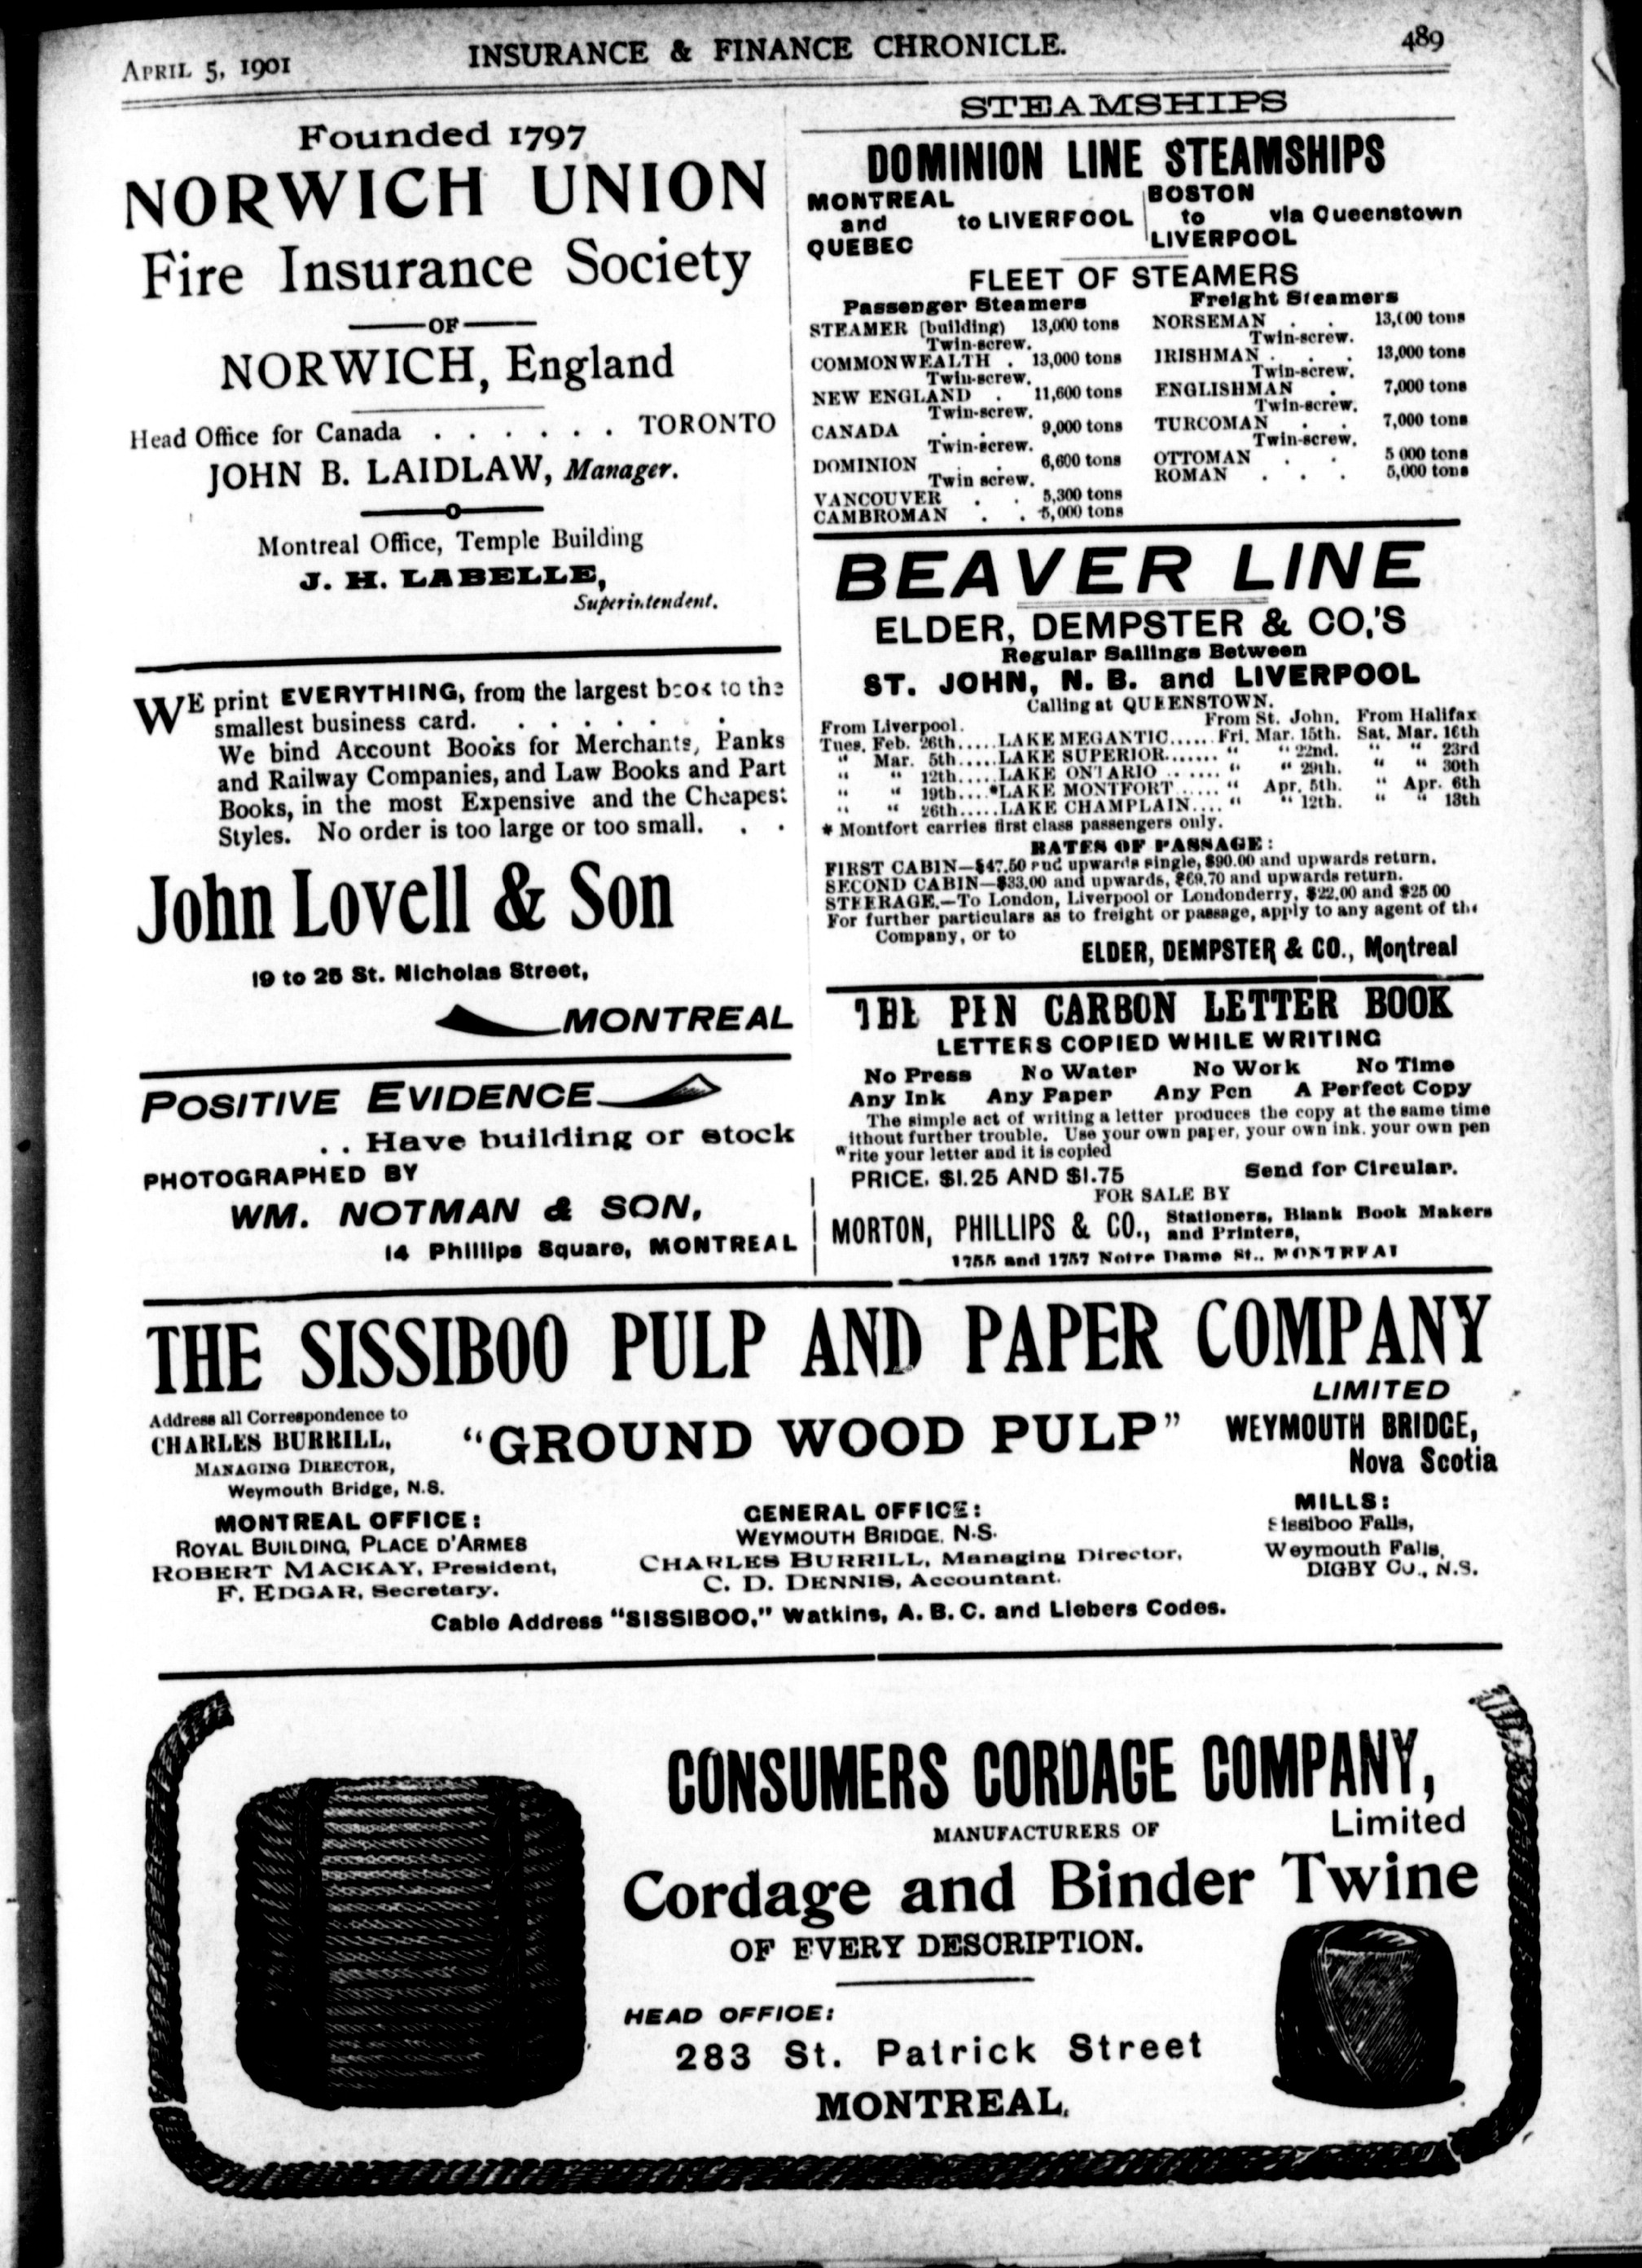 APRIL 5, 1901 INSURANCE & FINANCE CHRONICLE. 489
Founded 1797
NORWICH UNION
Fire Insurance Society
OF
NORWICH, England
Head Office for Canada . . . . . . TORONTO
JOHN B. LAIDLAW, Manager.
Montreal Office, Temple Building
J. H. LABELLE,
Superintendent.
WE print EVERYTHING, from the largest book to the
smallest business card. . . . . . . .
We bind Account Books for Merchants, Banks
and Railway Companies, and Law Books and Part
Books, in the most Expensive and the Cheapest
Styles. No order is too large or too small. . .
John Lovell & Son
19 to 25 St. Nicholas Street,
MONTREAL
POSITIVE EVIDENCE
. . Have building or stock
PHOTOGRAPHED BY
WM. NOTMAN & SON,
14 Phillips Square, MONTREAL
STEAMSHIPS
DOMINION LINE STEAMSHIPS
MONTREAL and QUEBEC to LIVERPOOL
BOSTON to LIVERPOOL via Queenstown
FLEET OF STEAMERS
Passenger Steamers
STEAMER (building) 13,000 tons
Twin-screw.
COMMONWEALTH . 13,000 tons
Twin-screw.
NEW ENGLAND . 11,600 tons
Twin-screw.
CANADA . . 9,000 tons
Twin-screw.
DOMINION . . 6,600 tons
Twin screw.
VANCOUVER . . 5,300 tons
CAMBROMAN . . 5,000 tons
Freight Steamers
NORSEMAN . . 13,000 tons
Twin-screw.
IRISHMAN . . . 13,000 tons
Twin-screw.
ENGLISHMAN . 7,000 tons
Twin-screw.
TURCOMAN . . 7,000 tons
Twin-screw.
OTTOMAN . . 5 000 tons
ROMAN . . . 5,000 tons
BEAVER LINE
ELDER, DEMPSTER & CO,'S
Regular Sailings Between
ST. JOHN, N. B. and LIVERPOOL
Calling at QUEENSTOWN.
From Liverpool. From St. John. From Halifax
Tues, Feb. 26th.....LAKE MEGANTIC.....Fri. Mar. 15th. Sat. Mar. 16th
" Mar. 5th.....LAKE SUPERIOR....... " " 22nd. " " 23rd
" " 12th.....LAKE ONTARIO ...... " " 29th. " " 30th
" " 19th....*LAKE MONTFORT..... " Apr. 5th. " Apr. 6th
" " 26th.....LAKE CHAMPLAIN.... " " 12th. " " 13th
* Montfort carries first class passengers only.
RATES OF PASSAGE:
FIRST CABIN—$47.50 and upwards single, $90.00 and upwards return.
SECOND CABIN—$33.00 and upwards, $60.70 and upwards return.
STEERAGE.—To London, Liverpool or Londonderry, $22.00 and $25 00
For further particulars as to freight or passage, apply to any agent of the
Company, or to
ELDER, DEMPSTER & CO., Montreal
THE PEN CARBON LETTER BOOK
LETTERS COPIED WHILE WRITING
No Press No Water No Work No Time
Any Ink Any Paper Any Pen A Perfect Copy
The simple act of writing a letter produces the copy at the same time
ithout further trouble. Use your own paper, your own ink. your own pen
Write your letter and it is copied
PRICE. $1.25 AND $1.75 Send for Circular.
FOR SALE BY
MORTON, PHILLIPS & CO., Stationers, Blank Book Makers
and Printers,
1755 and 1757 Notre Dame St.. MONTREAL
THE SISSIBOO PULP AND PAPER COMPANY
LIMITED
Address all Correspondence to
CHARLES BURRILL,
MANAGING DIRECTOR,
Weymouth Bridge, N.S.
"GROUND WOOD PULP"
WEYMOUTH BRIDGE,
Nova Scotia
MONTREAL OFFICE:
ROYAL BUILDING, PLACE D'ARMES
ROBERT MACKAY, President,
F. EDGAR, Secretary.
GENERAL OFFICE:
WEYMOUTH BRIDGE, N.S.
CHARLES BURRILL, Managing Director,
C. D. DENNIS, Accountant.
MILLS:
Sissiboo Falls,
Weymouth Falls,
DIGBY CO., N.S.
Cable Address "SISSIBOO," Watkins, A. B. C. and Liebers Codes.
CONSUMERS CORDAGE COMPANY,
Limited
MANUFACTURERS OF
Cordage and Binder Twine
OF EVERY DESCRIPTION.
HEAD OFFICE:
283 St. Patrick Street
MONTREAL.